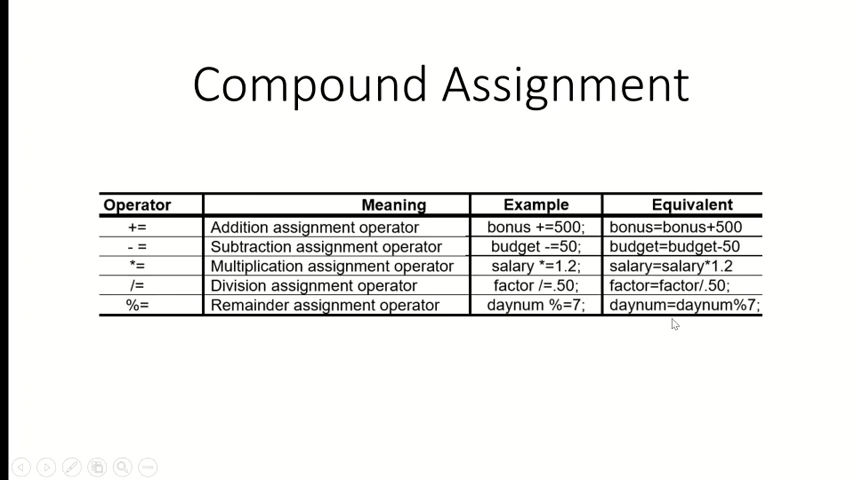 Compound Assignment
Operator Meaning Example Equivalent
+= Addition assignment operator bonus +=500; bonus=bonus+500
- = Subtraction assignment operator budget -=50; budget=budget-50
*= Multiplication assignment operator salary *=1.2; salary=salary*1.2
/= Division assignment operator factor /=.50; factor=factor/.50;
%= Remainder assignment operator daynum %=7; daynum=daynum%7;